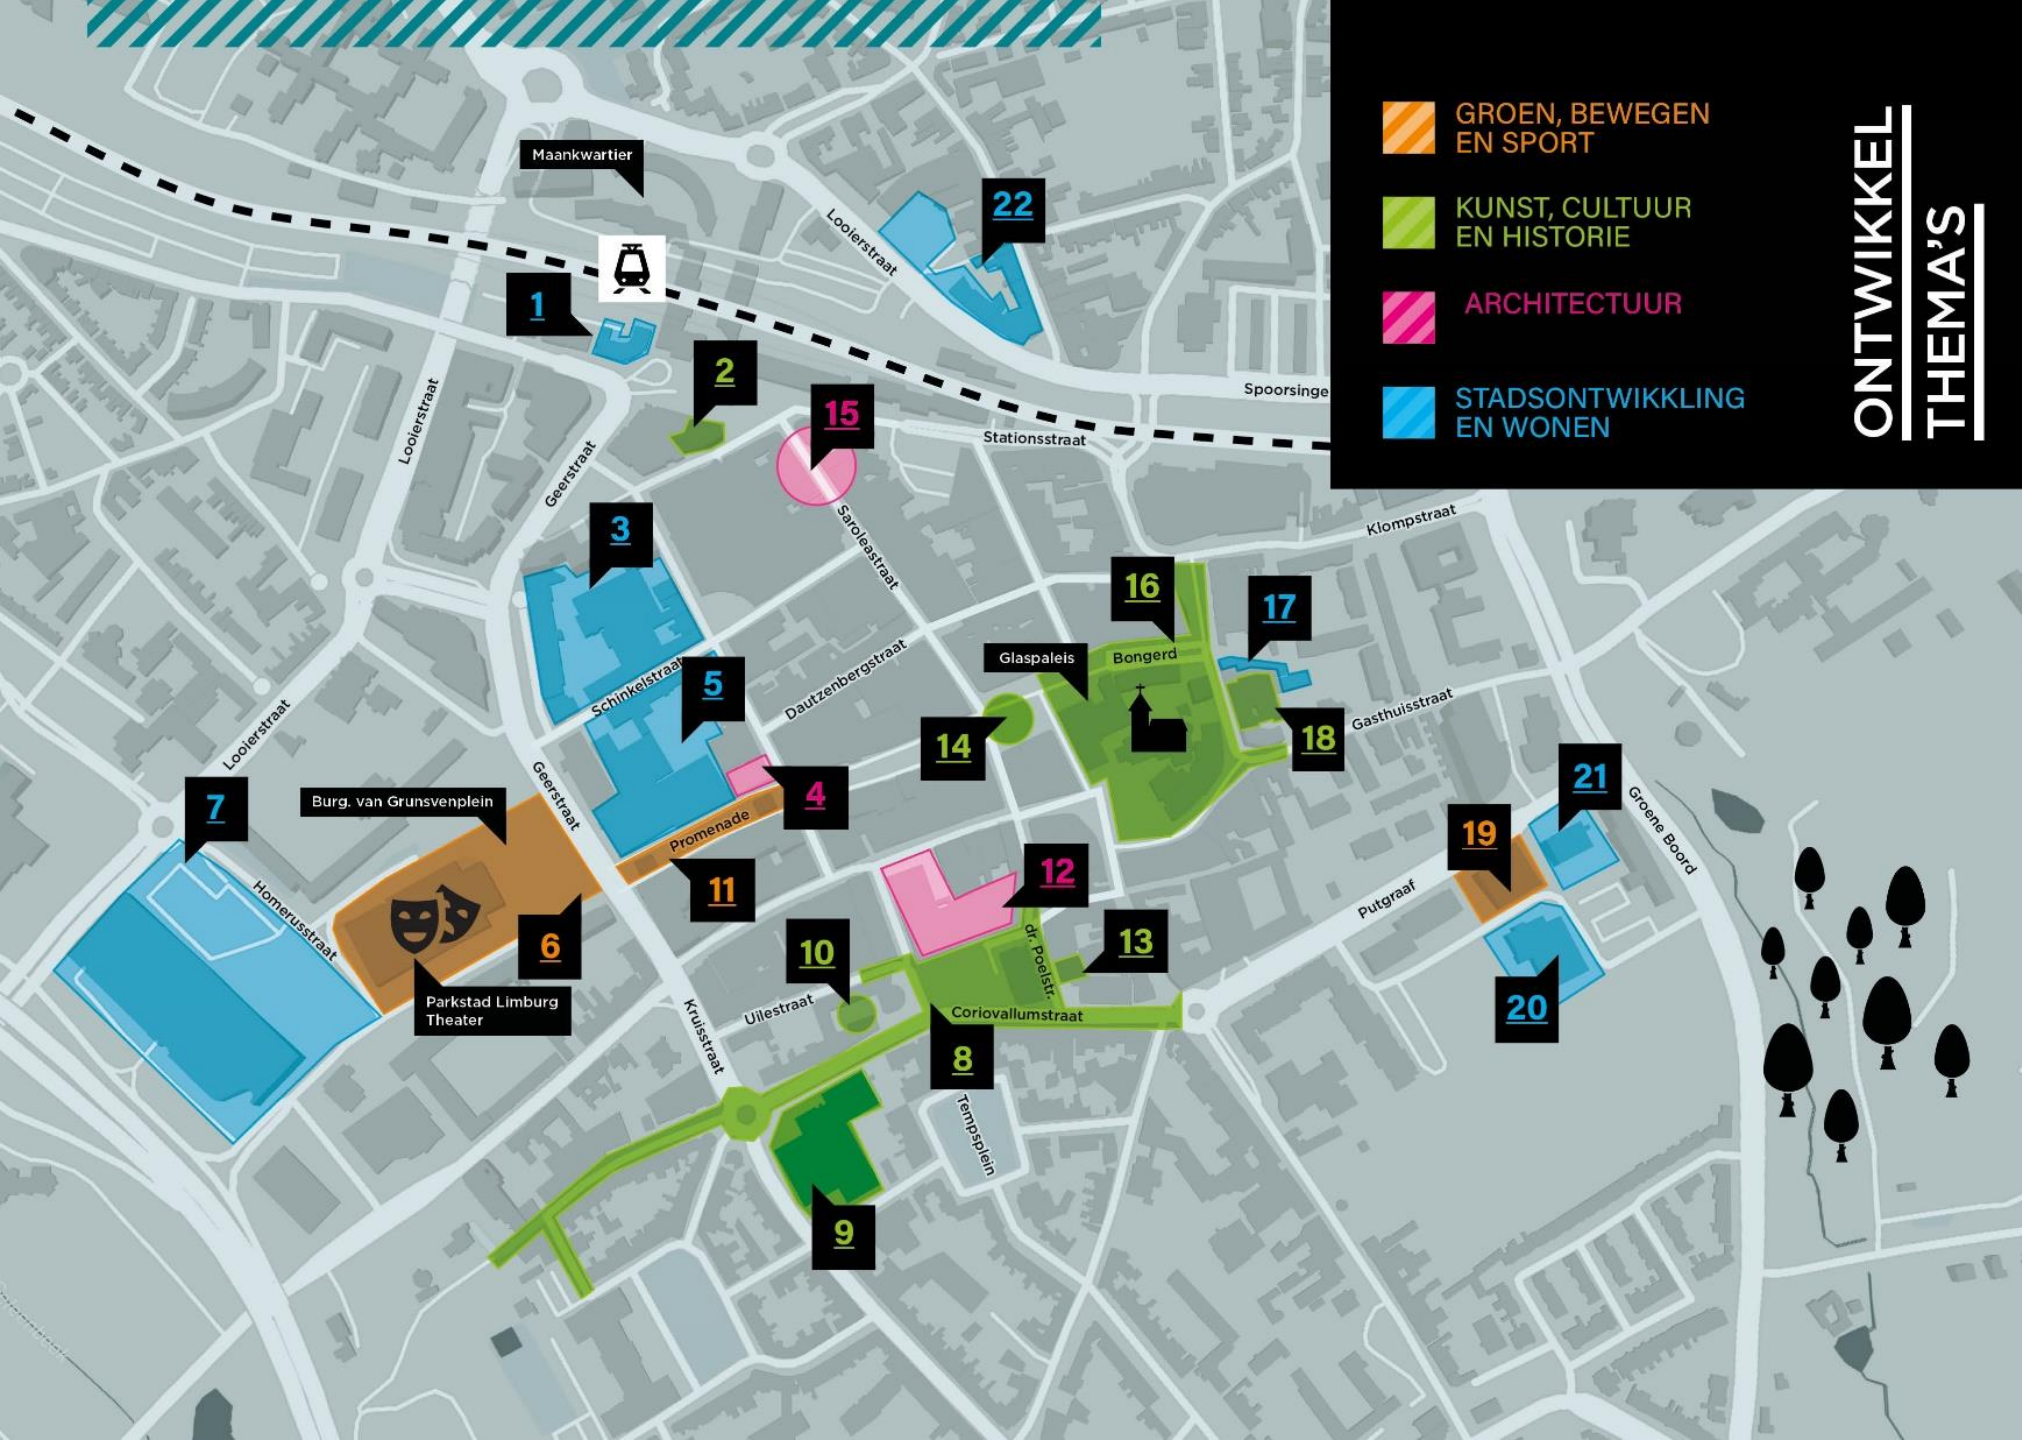 GROEN, BEWEGEN
EN SPORT
KUNST, CULTUUR
EN HISTORIE
ARCHITECTUUR
STADSONTWIKKLING
EN WONEN
ONTWIKKEL
THEMA'S
Maankwartier
22
Looierstraat
1
2
Spoorsinge
15
Stationsstraat
Looierstraat
Geerstraat
3
Saroleastraat
Klompstraat
16
17
Glaspaleis
Bongerd
Schinkelstraat
5
Dautzenbergstraat
Gasthuisstraat
Looierstraat
14
18
7
Burg. van Grunsvenplein
Geerstraat
4
21
Promenade
19
Groene Boord
11
12
Putgraaf
Homerusstraat
6
10
13
dr. Poelstr.
Parkstad Limburg
Theater
Kruisstraat
Uilestraat
Coriovallumstraat
20
8
Tempsplein
9